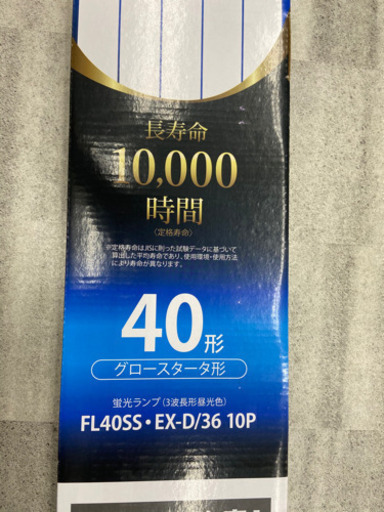 長寿命
10,000
時間
〈定格寿命〉
※定格寿命はJISに則った試験データに基づいて
算出した平均寿命であり、使用環境・使用方法
により寿命が異なります。
40形
グロースタータ形
蛍光ランプ（3波長形昼光色）
FL40SS・EX-D/36 10P